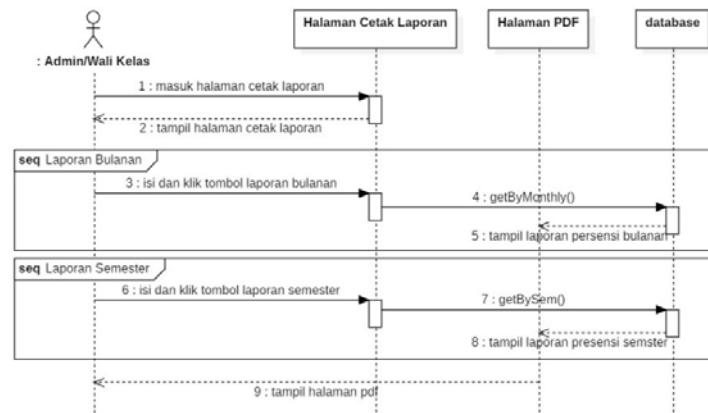 Halaman Cetak Laporan
Halaman PDF
database
: Admin/Wali Kelas
1 : masuk halaman cetak laporan
2 : tampil halaman cetak laporan
seq Laporan Bulanan
3 : isi dan klik tombol laporan bulanan
4 : getByMonthly()
5 : tampil laporan persensi bulanan
seq Laporan Semester
6 : isi dan klik tombol laporan semester
7 : getBySem()
8 : tampil laporan presensi semster
9 : tampil halaman pdf